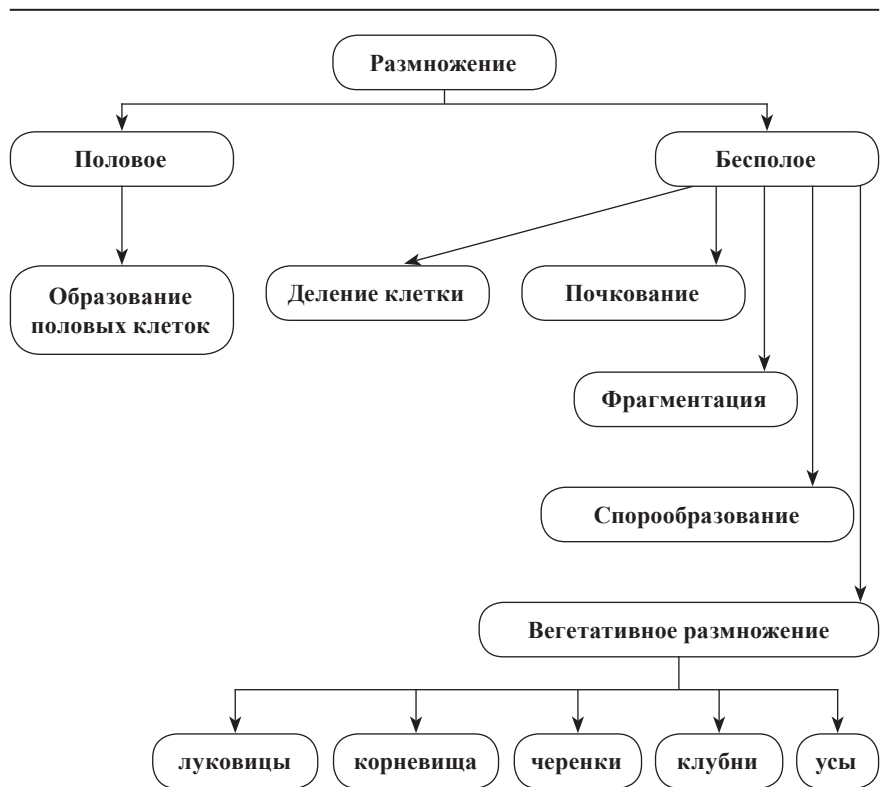 Размножение
Половое
Бесполое
Образование
половых клеток
Деление клетки
Почкование
Фрагментация
Спорообразование
Вегетативное размножение
луковицы
корневища
черенки
клубни
усы